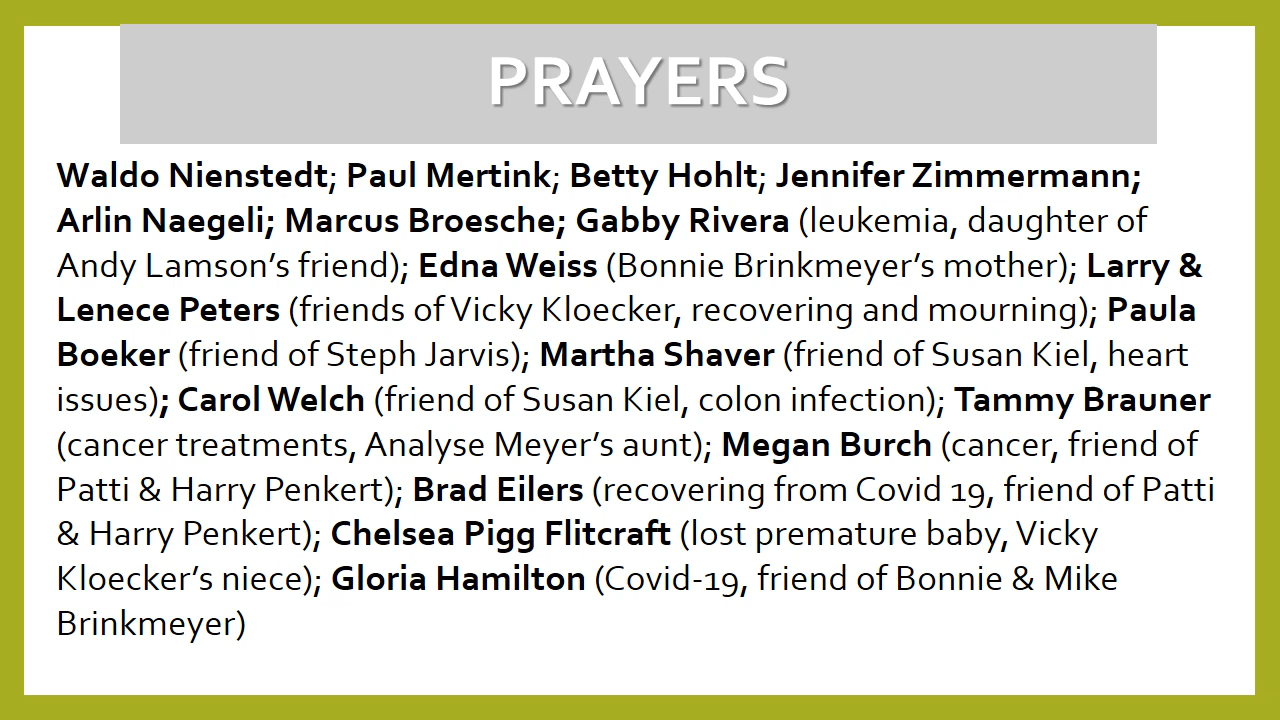 PRAYERS
Waldo Nienstedt; Paul Mertink; Betty Hohlt; Jennifer Zimmermann;
Arlin Naegeli; Marcus Broesche; Gabby Rivera (leukemia, daughter of
Andy Lamson’s friend); Edna Weiss (Bonnie Brinkmeyer’s mother); Larry &
Lenece Peters (friends of Vicky Kloecker, recovering and mourning); Paula
Boeker (friend of Steph Jarvis); Martha Shaver (friend of Susan Kiel, heart
issues); Carol Welch (friend of Susan Kiel, colon infection); Tammy Brauner
(cancer treatments, Analyse Meyer’s aunt); Megan Burch (cancer, friend of
Patti & Harry Penkert); Brad Eilers (recovering from Covid 19, friend of Patti
& Harry Penkert); Chelsea Pigg Flitcraft (lost premature baby, Vicky
Kloecker’s niece); Gloria Hamilton (Covid-19, friend of Bonnie & Mike
Brinkmeyer)